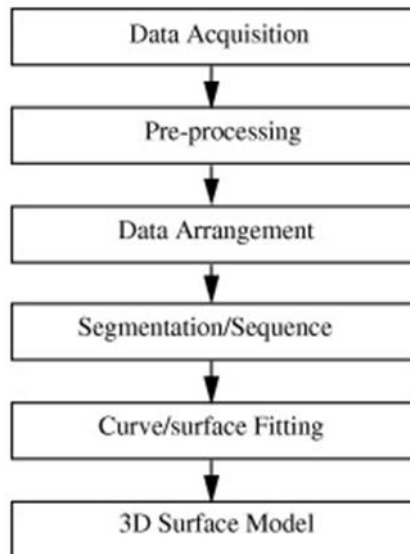 Data Acquisition
Pre-processing
Data Arrangement
Segmentation/Sequence
Curve/surface Fitting
3D Surface Model